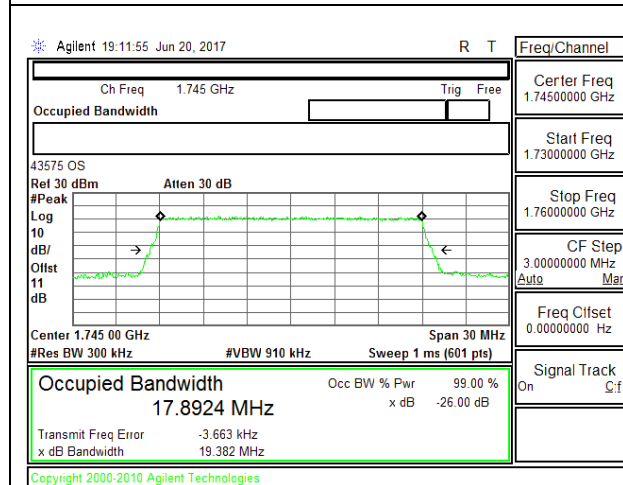 Agilent 19:11:55 Jun 20, 2017 R T
Freq/Channel
Ch Freq 1.745 GHz Trig Free
Occupied Bandwidth
Center Freq
1.74500000 GHz
Start Freq
1.73000000 GHz
Stop Freq
1.76000000 GHz
CF Step
3.00000000 MHz
Auto Man
Freq Offset
0.00000000 Hz
Signal Track
On Off
43575 OS
Ref 30 dBm Atten 30 dB
#Peak
Log
10
dB/
Offst
11
dB
Center 1.745 00 GHz Span 30 MHz
#Res BW 300 kHz #VBW 910 kHz Sweep 1 ms (601 pts)
Occupied Bandwidth Occ BW % Pwr 99.00 %
17.8924 MHz x dB -26.00 dB
Transmit Freq Error -3.663 kHz
x dB Bandwidth 19.382 MHz
Copyright 2000-2010 Agilent Technologies